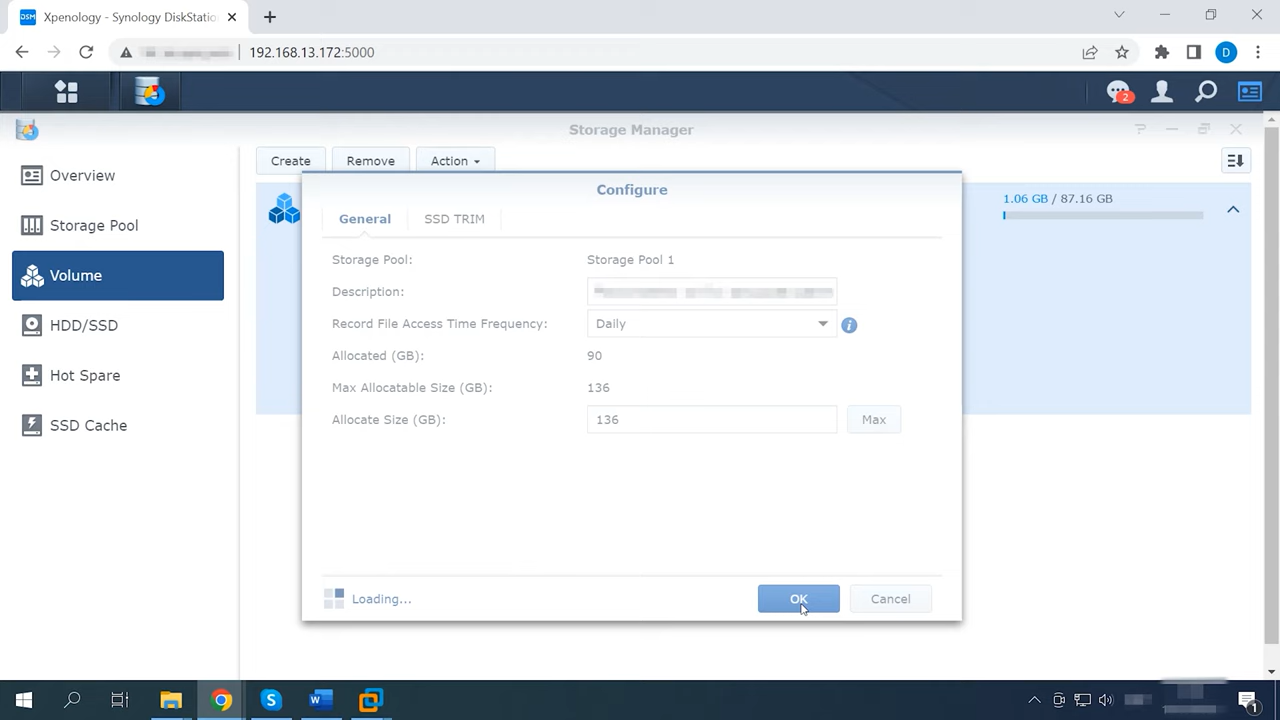 Xpenology - Synology DiskStatio
192.168.13.172:5000
D
2
Storage Manager
Overview
Storage Pool
Volume
HDD/SSD
Hot Spare
SSD Cache
Create
Remove
Action
1.06 GB / 87.16 GB
Configure
General
SSD TRIM
Storage Pool:
Storage Pool 1
Description:
Record File Access Time Frequency:
Daily
Allocated (GB):
90
Max Allocatable Size (GB):
136
Allocate Size (GB):
136
Max
Loading...
OK
Cancel
1